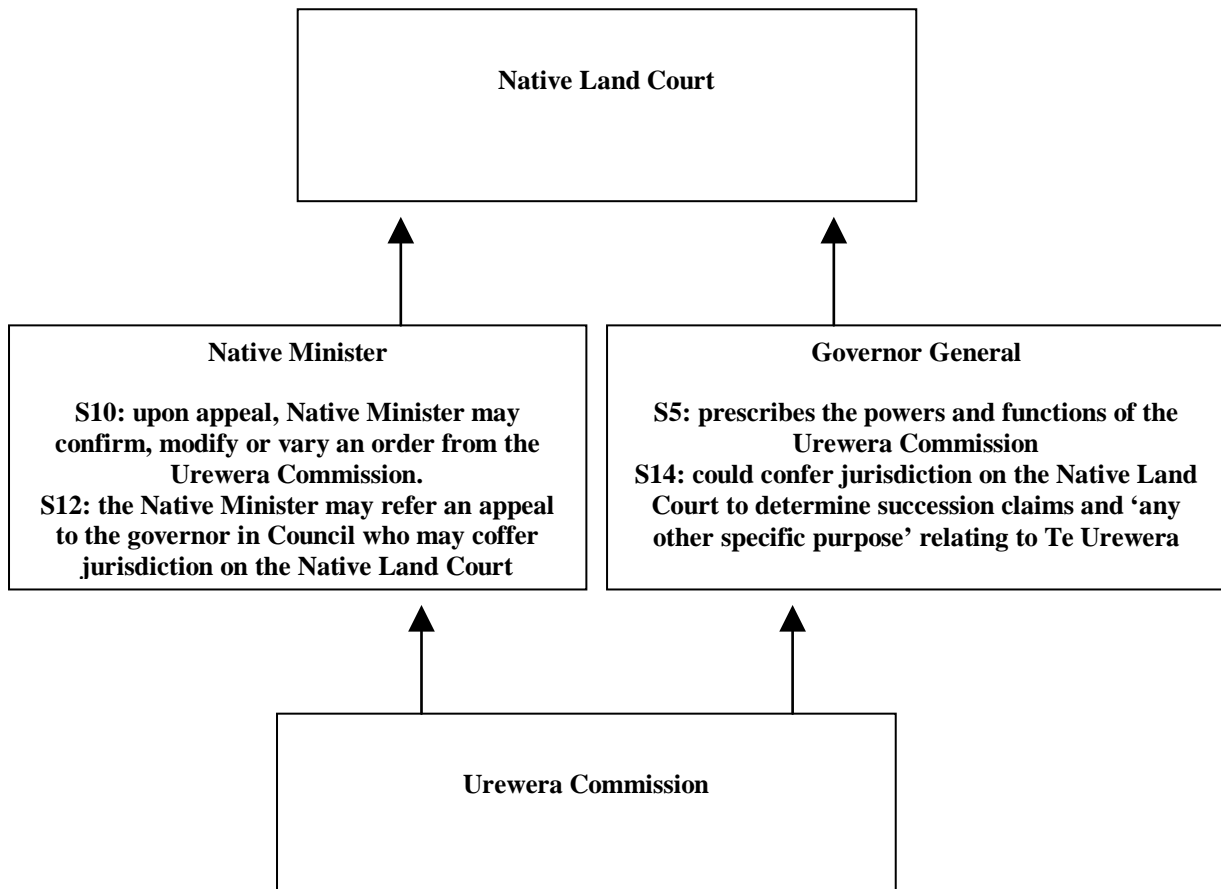 Native Land Court
Native Minister
S10: upon appeal, Native Minister may
confirm, modify or vary an order from the
Urewera Commission.
S12: the Native Minister may refer an appeal
to the governor in Council who may coffer
jurisdiction on the Native Land Court
Governor General
S5: prescribes the powers and functions of the
Urewera Commission
S14: could confer jurisdiction on the Native Land
Court to determine succession claims and ‘any
other specific purpose’ relating to Te Urewera
Urewera Commission